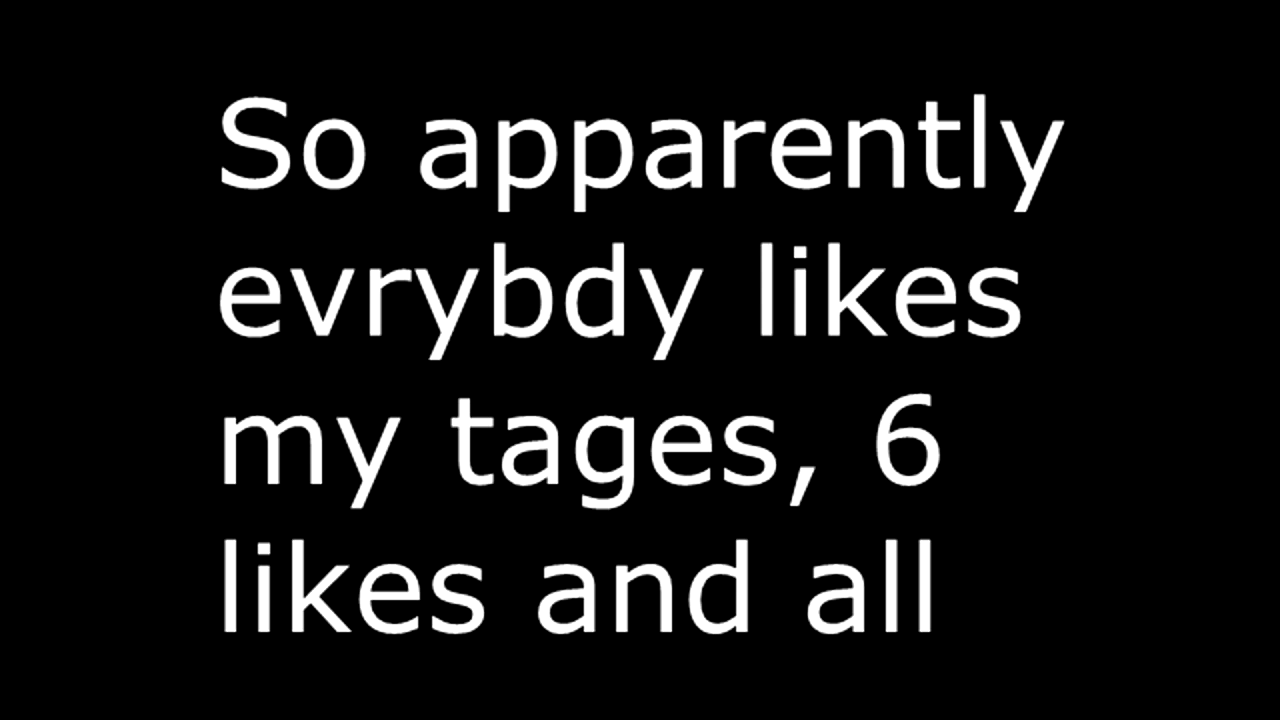 So apparently
evrybdy likes
my tages, 6
likes and all